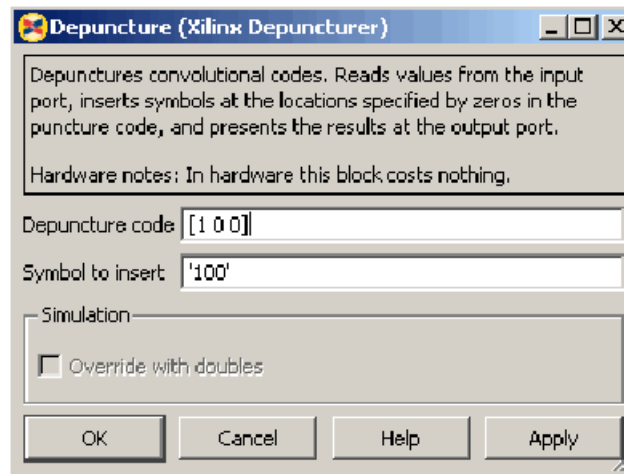 Depuncture (Xilinx Depuncturer)
Depunctures convolutional codes. Reads values from the input
port, inserts symbols at the locations specified by zeros in the
puncture code, and presents the results at the output port.
Hardware notes: In hardware this block costs nothing.
Depuncture code [1 0 0]
Symbol to insert '100'
Simulation
Override with doubles
OK Cancel Help Apply